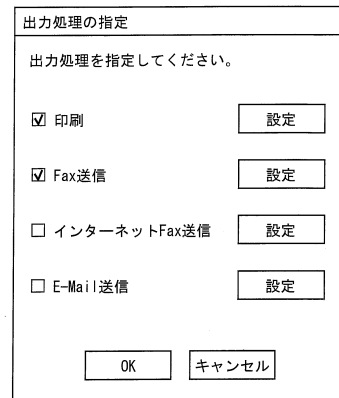 出力処理の指定
出力処理を指定してください。
印刷 設定
Fax送信 設定
インターネットFax送信 設定
E-Mail送信 設定
OK キャンセル